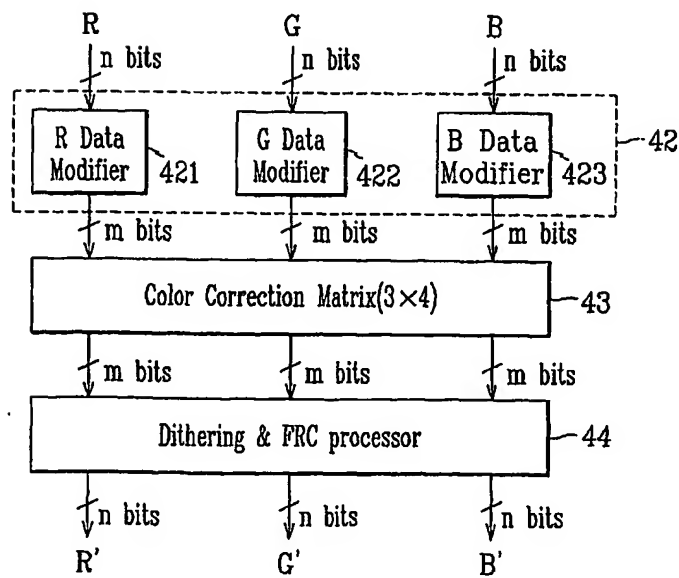 R G B
n bits n bits n bits
R Data Modifier 421 G Data Modifier 422 B Data Modifier 423 42
m bits m bits m bits
Color Correction Matrix(3×4) 43
m bits m bits m bits
Dithering & FRC processor 44
n bits n bits n bits
R' G' B'